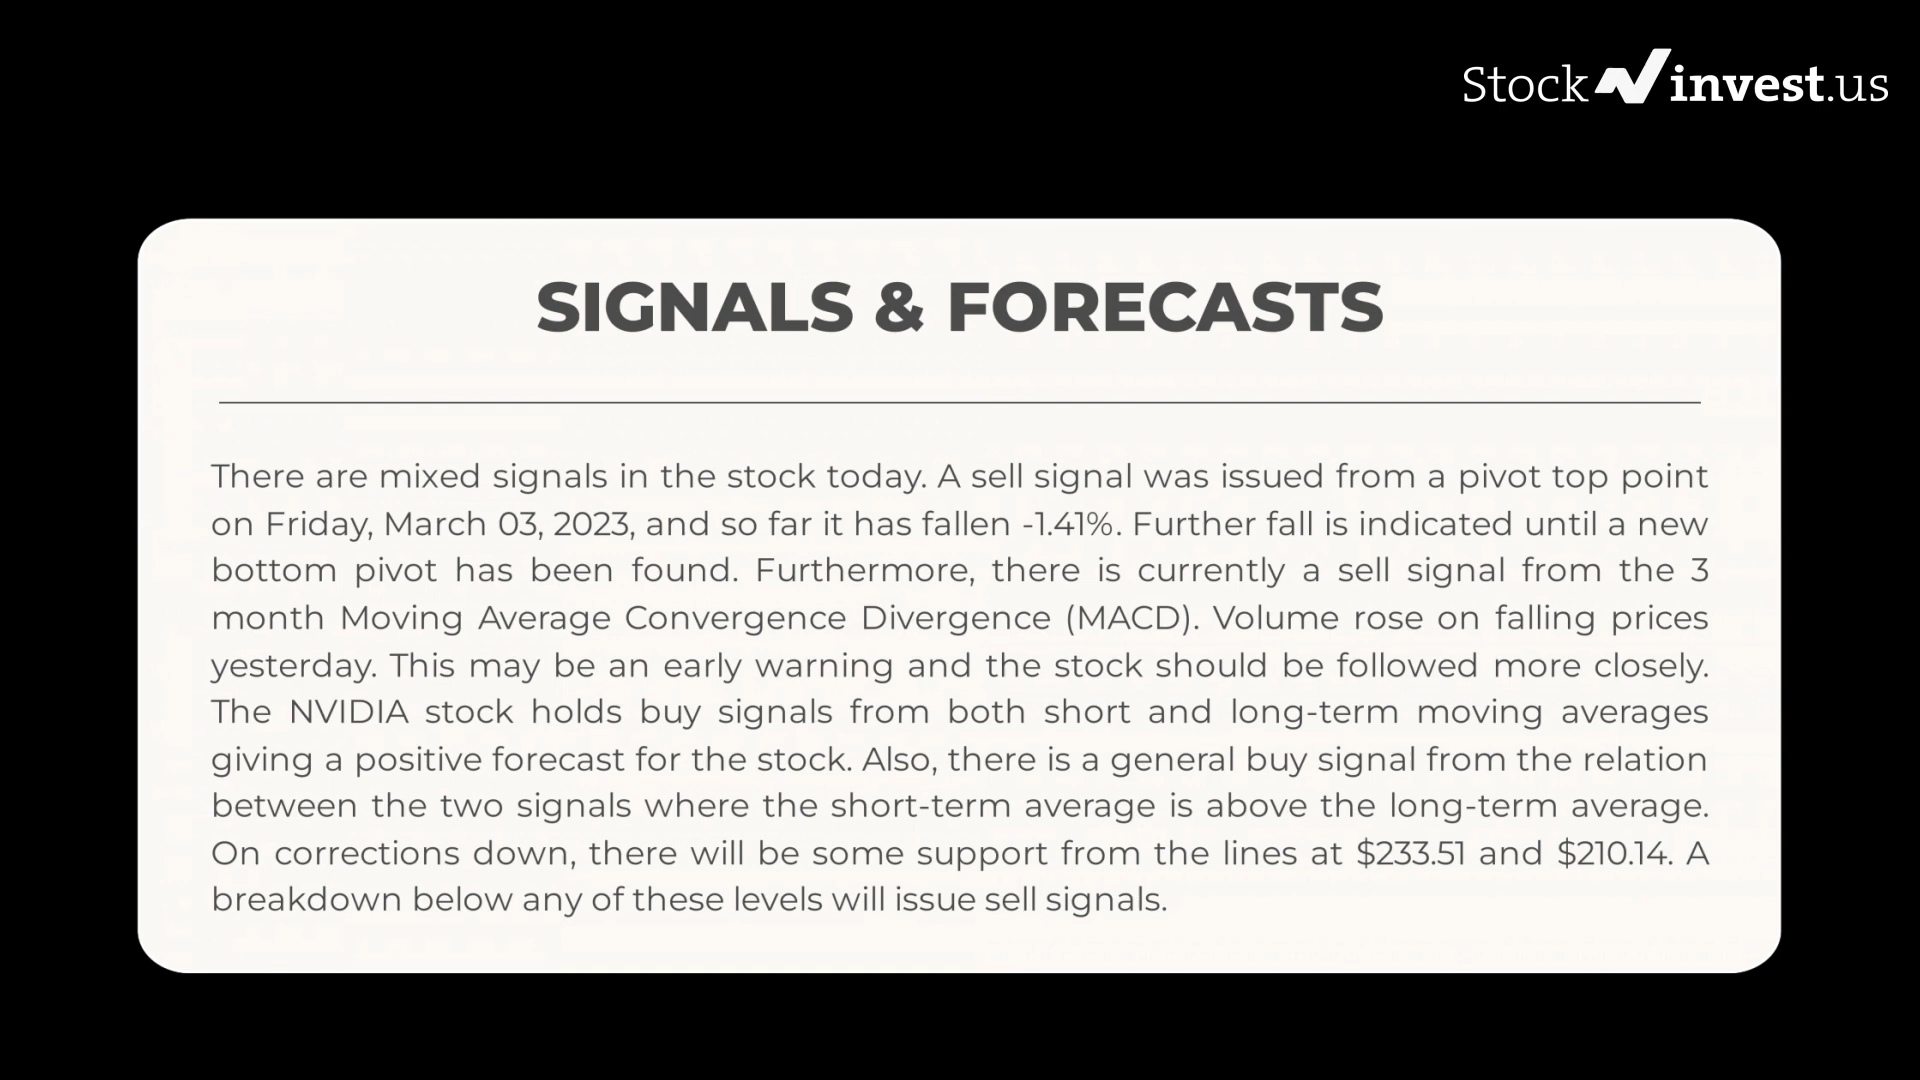 Stock invest.us
SIGNALS & FORECASTS
There are mixed signals in the stock today. A sell signal was issued from a pivot top point
on Friday, March 03, 2023, and so far it has fallen -1.41%. Further fall is indicated until a new
bottom pivot has been found. Furthermore, there is currently a sell signal from the 3
month Moving Average Convergence Divergence (MACD). Volume rose on falling prices
yesterday. This may be an early warning and the stock should be followed more closely.
The NVIDIA stock holds buy signals from both short and long-term moving averages
giving a positive forecast for the stock. Also, there is a general buy signal from the relation
between the two signals where the short-term average is above the long-term average.
On corrections down, there will be some support from the lines at $233.51 and $210.14. A
breakdown below any of these levels will issue sell signals.